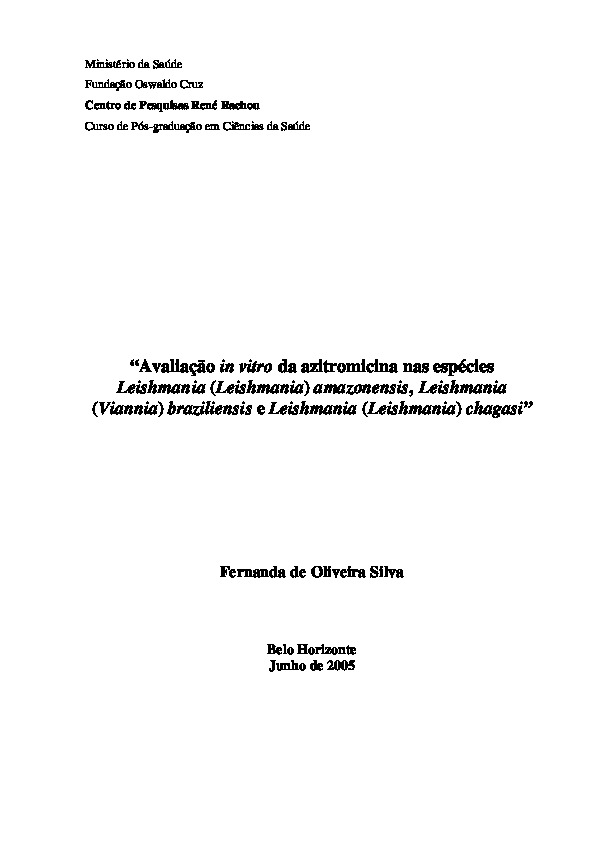 Ministério da Saúde
Fundação Oswaldo Cruz
Centro de Pesquisas René Rachou
Curso de Pós-graduação em Ciências da Saúde
“Avaliação in vitro da azitromicina nas espécies
Leishmania (Leishmania) amazonensis, Leishmania
(Viannia) braziliensis e Leishmania (Leishmania) chagasi”
Fernanda de Oliveira Silva
Belo Horizonte
Junho de 2005